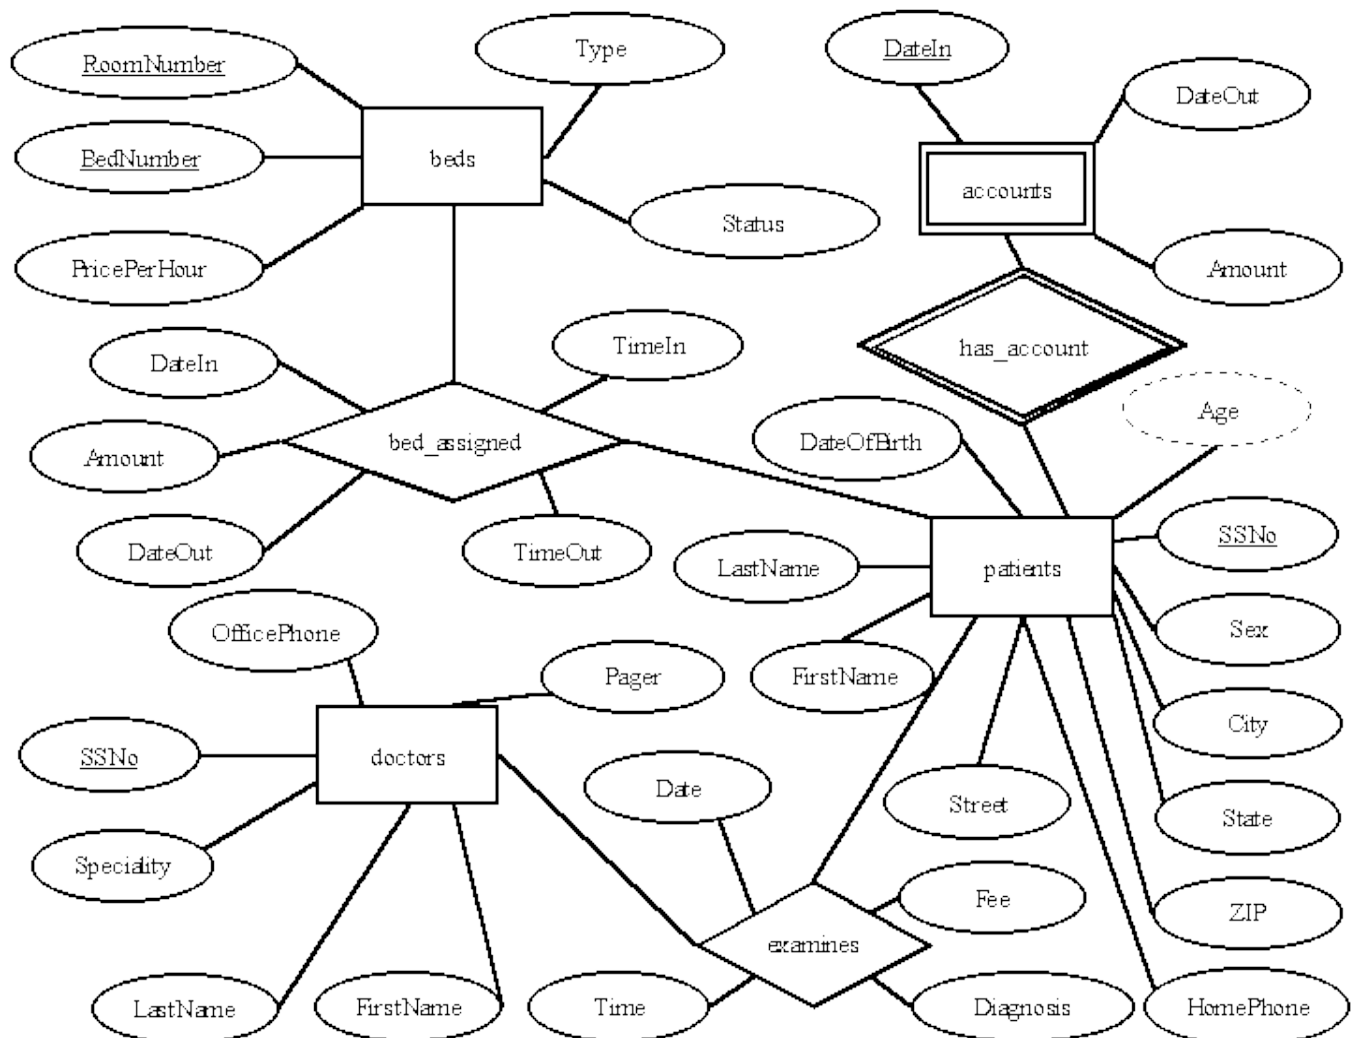 RoomNumber
Type
DateIn
DateOut
BedNumber
beds
accounts
Status
PricePerHour
Amount
DateIn
TimeIn
has_account
Age
Amount
bed_assigned
DateOfBirth
DateOut
TimeOut
SSNo
LastName
patients
OfficePhone
Sex
Pager
FirstName
City
SSNo
doctors
Date
Street
State
Speciality
Fee
ZIP
examines
LastName
FirstName
Time
Diagnosis
HomePhone